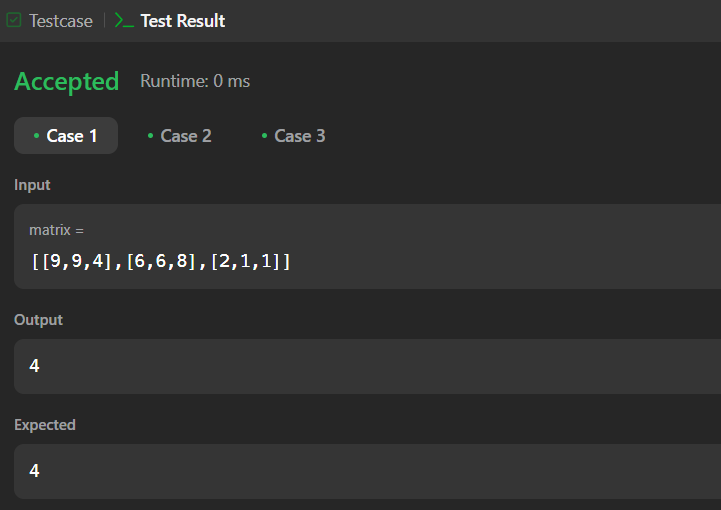 Testcase | Test Result
Accepted Runtime: 0 ms
Case 1 Case 2 Case 3
Input
matrix =
[[9,9,4],[6,6,8],[2,1,1]]
Output
4
Expected
4